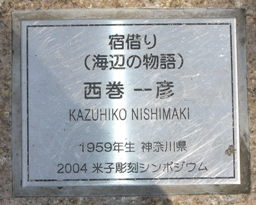 宿借り
(海辺の物語)
西巻 一彦
KAZUHIKO NISHIMAKI
1959年生 神奈川県
2004 米子彫刻シンポジウム